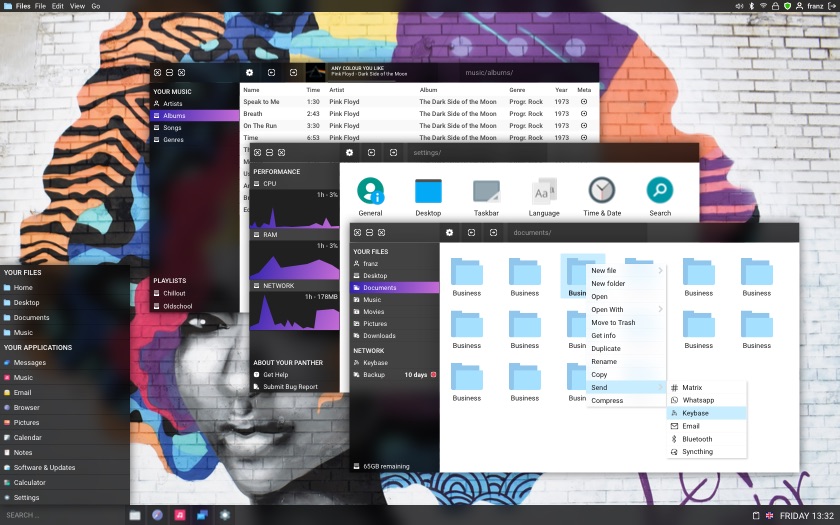 Files File Edit View Go
franz
ANY COLOUR YOU LIKE
Pink Floyd - Dark Side of the Moon
music/albums/
YOUR MUSIC
Artists
Albums
Songs
Genres
PLAYLISTS
Chillout
Oldschool
Name Time Artist Album Genre Year Meta
Speak to Me 1:30 Pink Floyd The Dark Side of the Moon Progr. Rock 1973
Breath 2:43 Pink Floyd The Dark Side of the Moon Progr. Rock 1973
On The Run 3:30 Pink Floyd The Dark Side of the Moon Progr. Rock 1973
Time 6:53 Pink Floyd The Dark Side of the Moon Progr. Rock 1973
settings/
PERFORMANCE
CPU
1h - 3%
RAM
1h - 3%
NETWORK
1h - 178MB
ABOUT YOUR PANTHER
Get Help
Submit Bug Report
General Desktop Taskbar Language Time & Date Search
documents/
YOUR FILES
franz
Desktop
Documents
Music
Movies
Pictures
Downloads
NETWORK
Keybase
Backup 10 days
65GB remaining
Business Business Busin Business Business
Business Business Busin Business Business
Business Business Busin
New file
New folder
Open
Open With
Move to Trash
Get info
Duplicate
Rename
Copy
Send
Compress
Matrix
Whatsapp
Keybase
Email
Bluetooth
Syncthing
YOUR FILES
Home
Desktop
Documents
Music
YOUR APPLICATIONS
Messages
Music
Email
Browser
Pictures
Calendar
Notes
Software & Updates
Calculator
Settings
SEARCH ...
FRIDAY 13:32